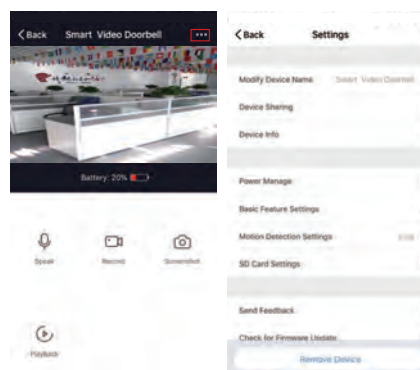 Back Smart Video Doorbell
Battery: 20%
Speak Record Screenshot
Playback
Back Settings
Modify Device Name Smart Video Doorbell
Device Sharing
Device Info
Power Manage
Basic Feature Settings
Motion Detection Settings
SD Card Settings
Send Feedback
Check for Firmware Update
Remove Device